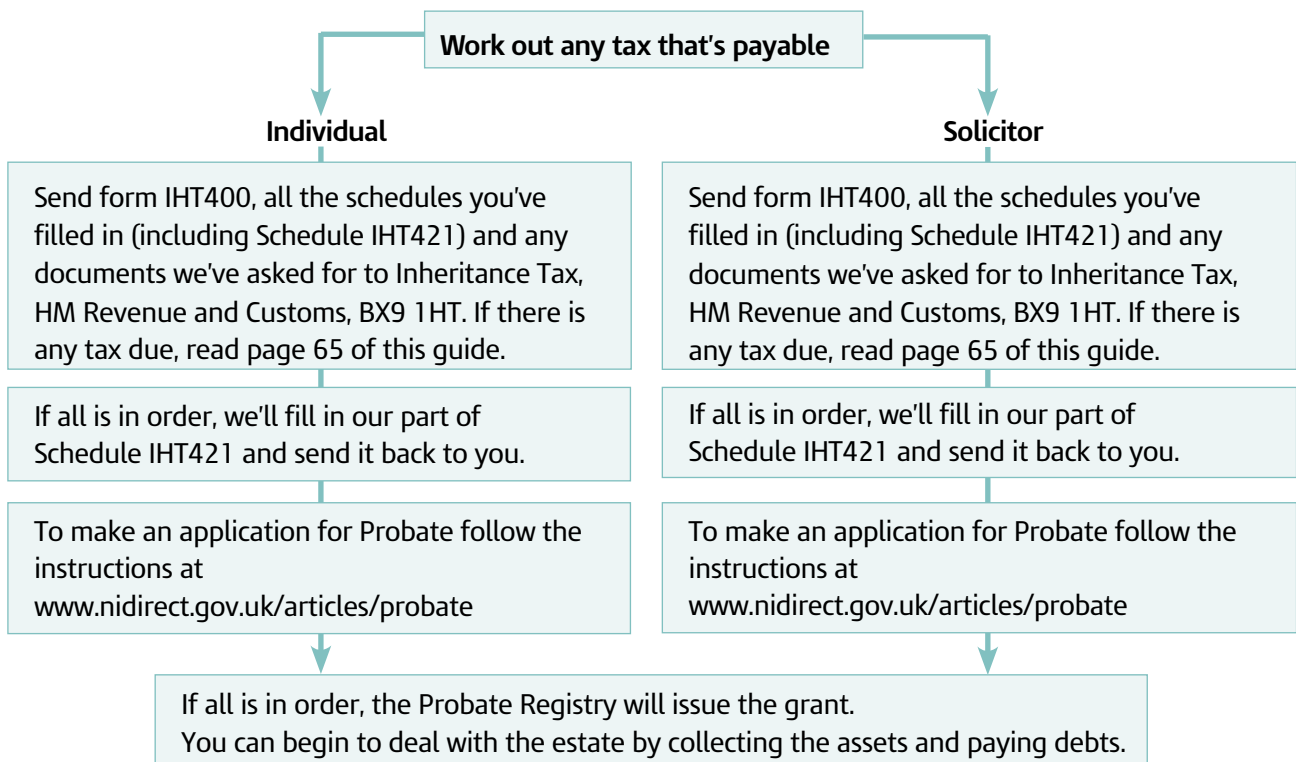 Work out any tax that's payable
Individual
Send form IHT400, all the schedules you've
filled in (including Schedule IHT421) and any
documents we've asked for to Inheritance Tax,
HM Revenue and Customs, BX9 1HT. If there is
any tax due, read page 65 of this guide.
If all is in order, we'll fill in our part of
Schedule IHT421 and send it back to you.
To make an application for Probate follow the
instructions at
www.nidirect.gov.uk/articles/probate
Solicitor
Send form IHT400, all the schedules you've
filled in (including Schedule IHT421) and any
documents we've asked for to Inheritance Tax,
HM Revenue and Customs, BX9 1HT. If there is
any tax due, read page 65 of this guide.
If all is in order, we'll fill in our part of
Schedule IHT421 and send it back to you.
To make an application for Probate follow the
instructions at
www.nidirect.gov.uk/articles/probate
If all is in order, the Probate Registry will issue the grant.
You can begin to deal with the estate by collecting the assets and paying debts.